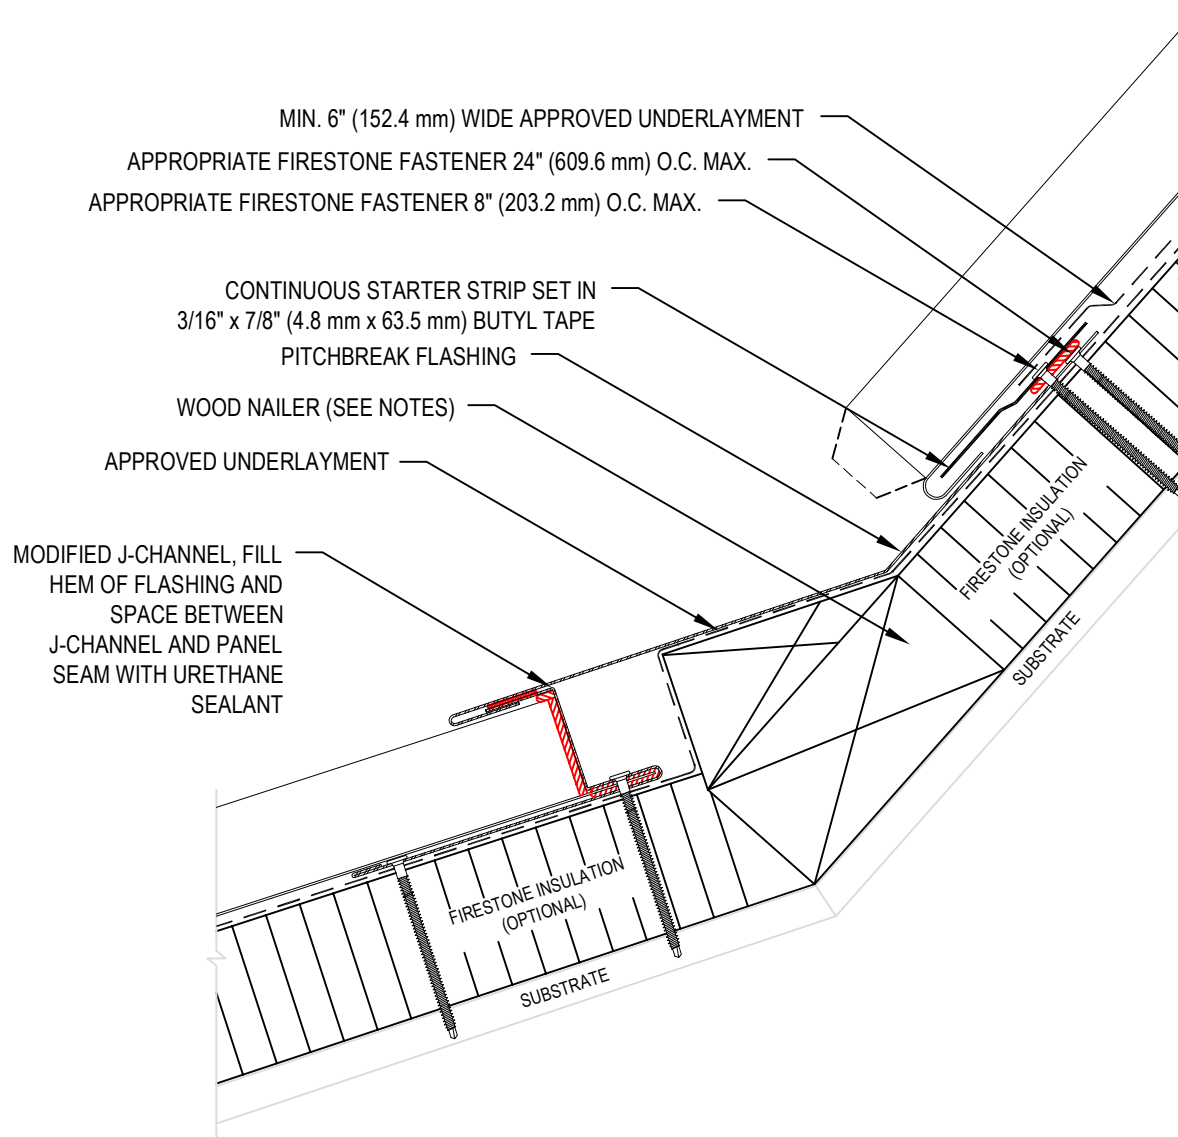 MIN. 6" (152.4 mm) WIDE APPROVED UNDERLAYMENT
APPROPRIATE FIRESTONE FASTENER 24" (609.6 mm) O.C. MAX.
APPROPRIATE FIRESTONE FASTENER 8" (203.2 mm) O.C. MAX.
CONTINUOUS STARTER STRIP SET IN
3/16" x 7/8" (4.8 mm x 63.5 mm) BUTYL TAPE
PITCHBREAK FLASHING
WOOD NAILER (SEE NOTES)
APPROVED UNDERLAYMENT
MODIFIED J-CHANNEL, FILL
HEM OF FLASHING AND
SPACE BETWEEN
J-CHANNEL AND PANEL
SEAM WITH URETHANE
SEALANT
FIRESTONE INSULATION
(OPTIONAL)
SUBSTRATE
FIRESTONE INSULATION
(OPTIONAL)
SUBSTRATE